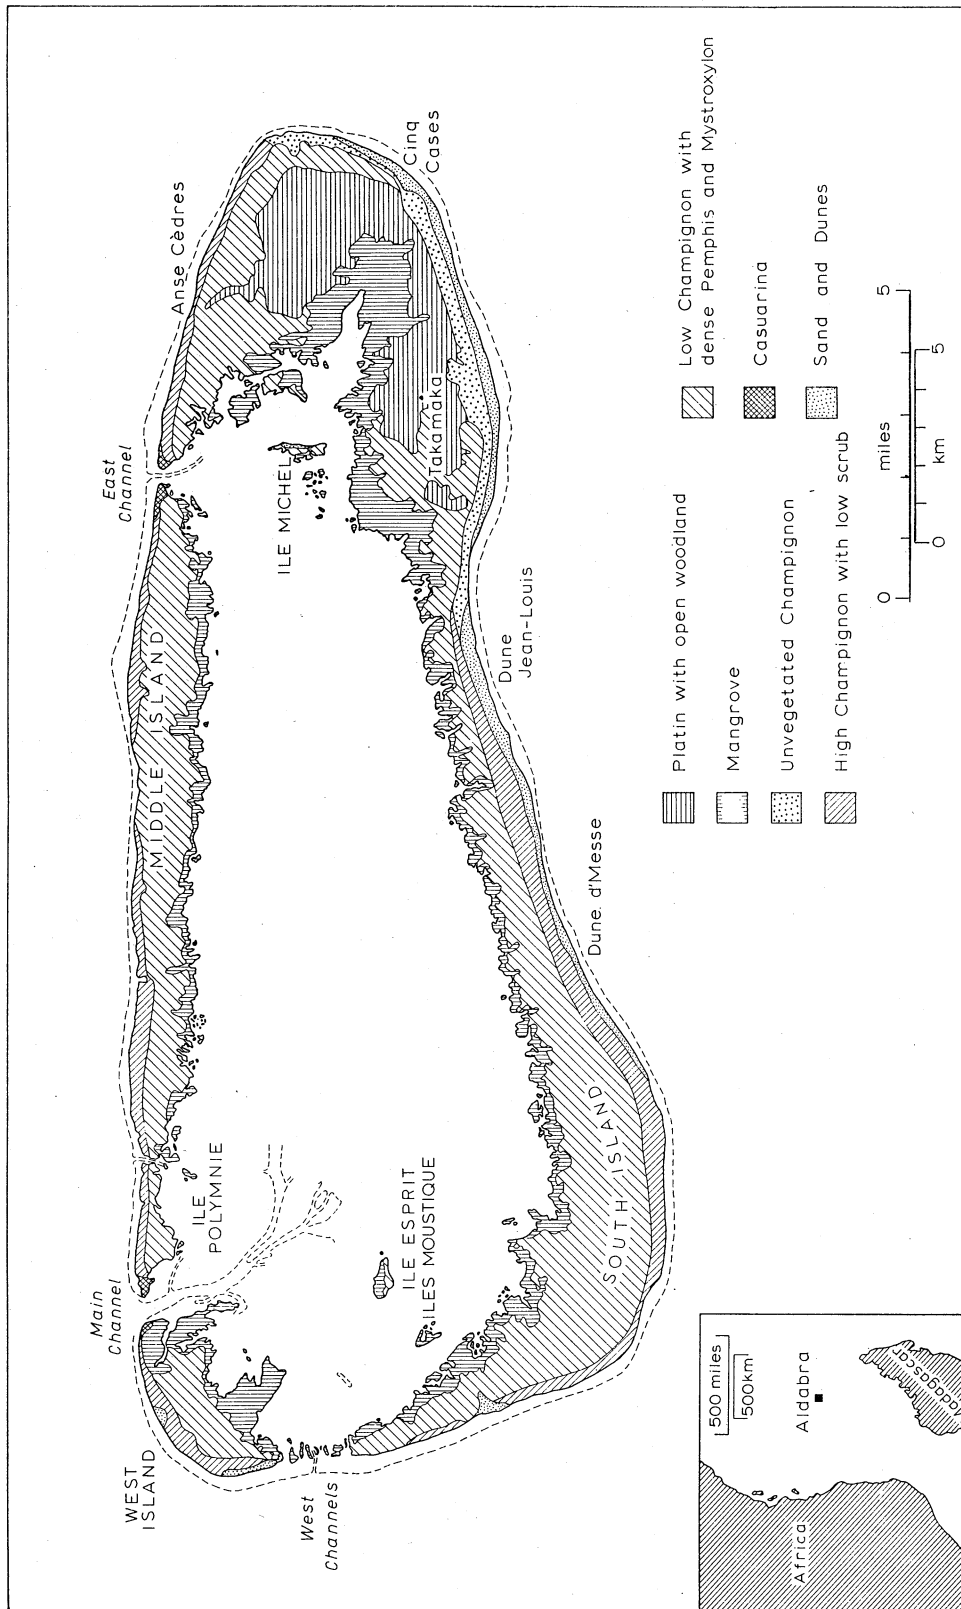 WEST
ISLAND
Main
Channel
ILE
POLYMNIE
MIDDLE ISLAND
East
Channel
Anse Cèdres
Cinq
Cases
ILE MICHEL
Takamaka
Dune
Jean-Louis
Dune d'Messe
SOUTH ISLAND
ILE ESPRIT
ILES MOUSTIQUE
West
Channels
500 miles
500km
Aldabra
Africa
Madagascar
Platin with open woodland
Mangrove
Unvegetated Champignon
High Champignon with low scrub
Low Champignon with
dense Pemphis and Mystroxylon
Casuarina
Sand and Dunes
0 miles 5
0 km 5